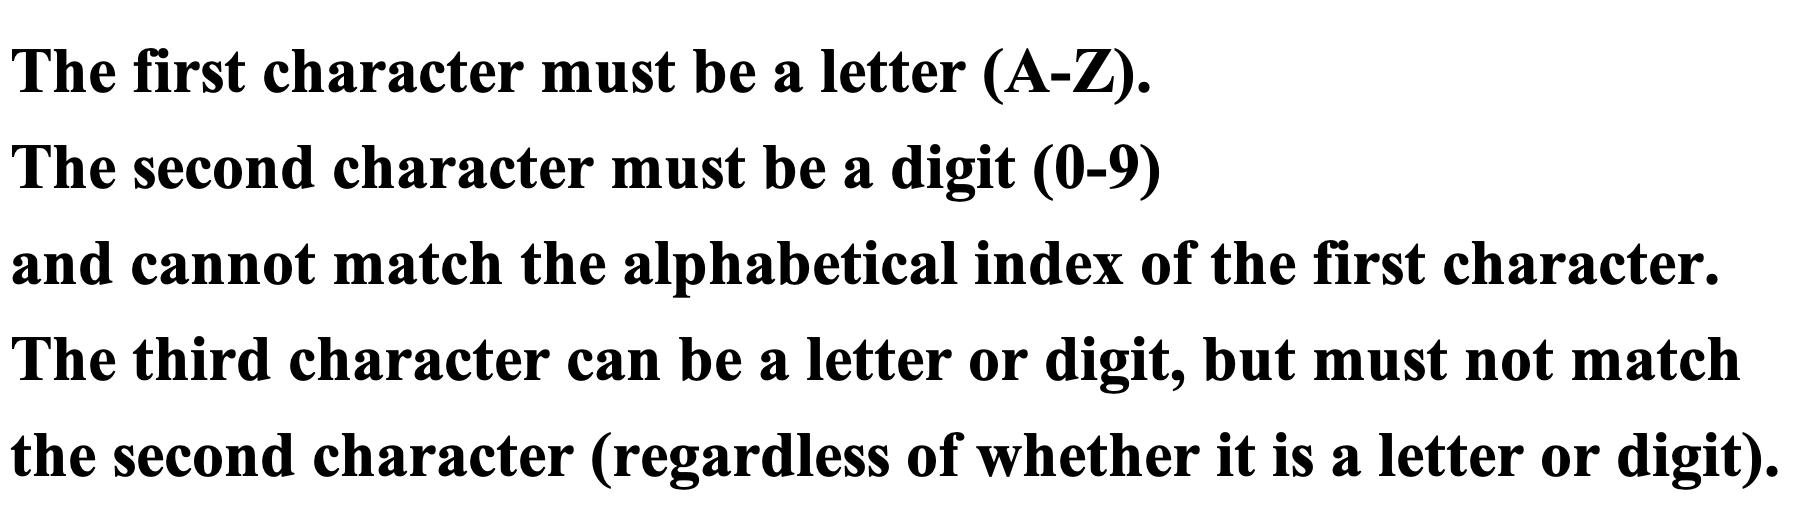 The first character must be a letter (A-Z).
The second character must be a digit (0-9)
and cannot match the alphabetical index of the first character.
The third character can be a letter or digit, but must not match
the second character (regardless of whether it is a letter or digit).